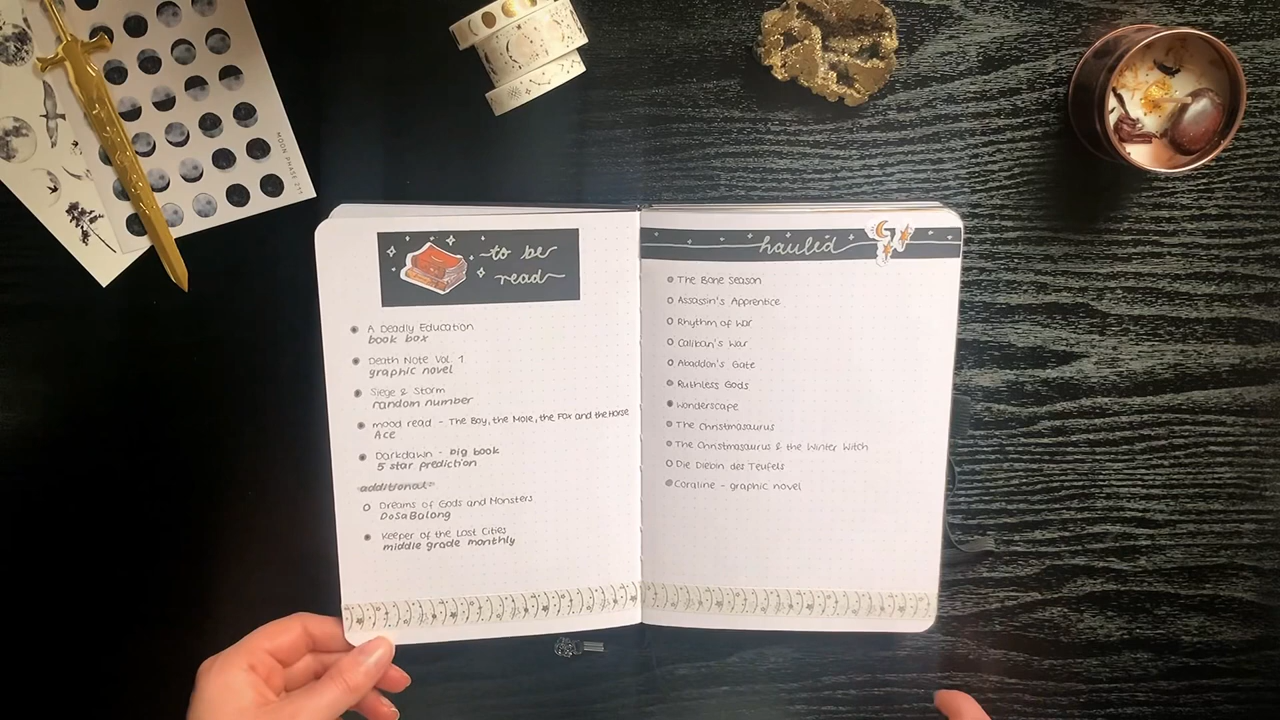 MOON PHASE 211
~to be
read~
A Deadly Education
book box
Death Note Vol. 1
graphic novel
Siege & Storm
random number
mood read - The Boy, the Mole, the Fox and the Horse
Ace
Darkdawn - big book
5 star prediction
additional:
Dreams of Gods and Monsters
DoSaBalong
Keeper of the Lost Cities
middle grade monthly
hauled
The Bone Season
Assassin's Apprentice
Rhythm of War
Caliban's War
Abaddon's Gate
Ruthless Gods
Wonderscape
The Christmasaurus
The Christmasaurus & the Winter Witch
Die Diebin des Teufels
Coraline - graphic novel